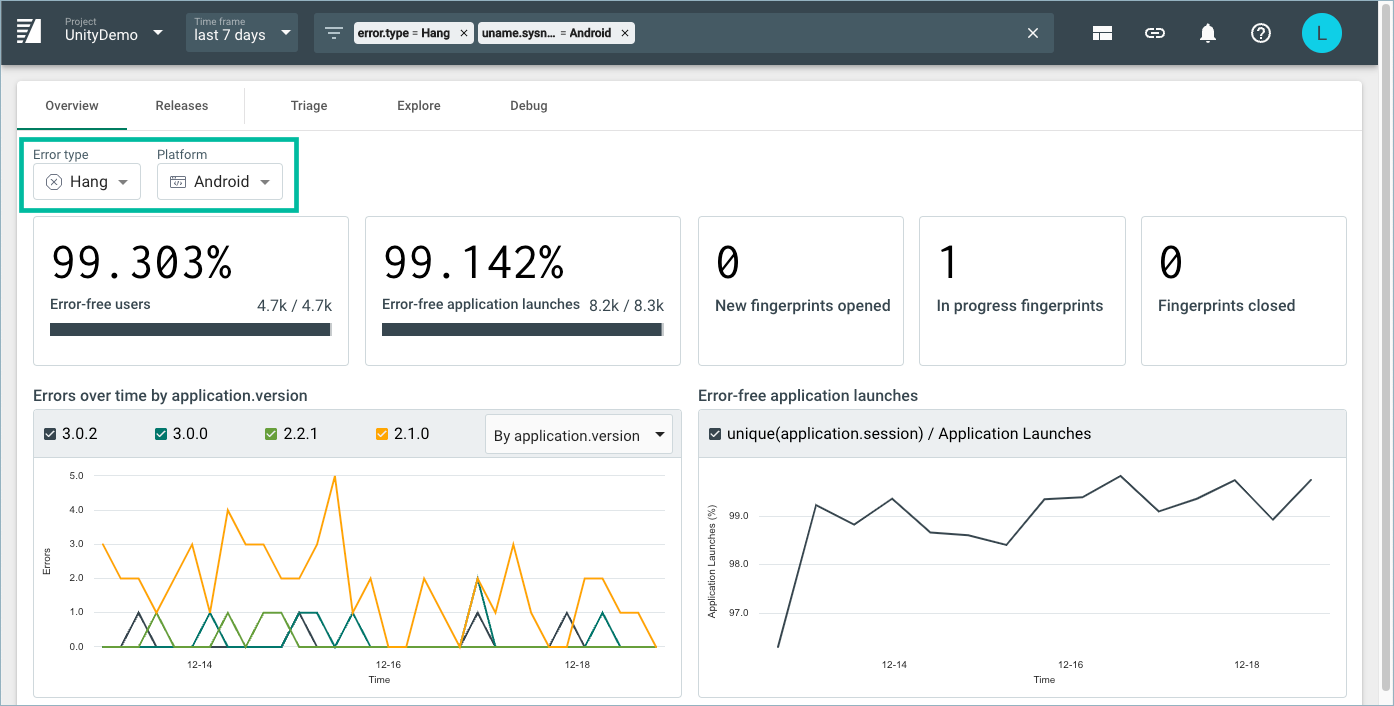 Project
UnityDemo
Time frame
last 7 days
error.type = Hang
uname.sysn... = Android
L
Overview
Releases
Triage
Explore
Debug
Error type
Hang
Platform
Android
99.303%
Error-free users 4.7k / 4.7k
99.142%
Error-free application launches 8.2k / 8.3k
0
New fingerprints opened
1
In progress fingerprints
0
Fingerprints closed
Errors over time by application.version
3.0.2
3.0.0
2.2.1
2.1.0
By application.version
5.0
4.0
3.0
2.0
1.0
0.0
Errors
12-14
12-16
12-18
Time
Error-free application launches
unique(application.session) / Application Launches
99.0
98.0
97.0
Application Launches (%)
12-14
12-16
12-18
Time